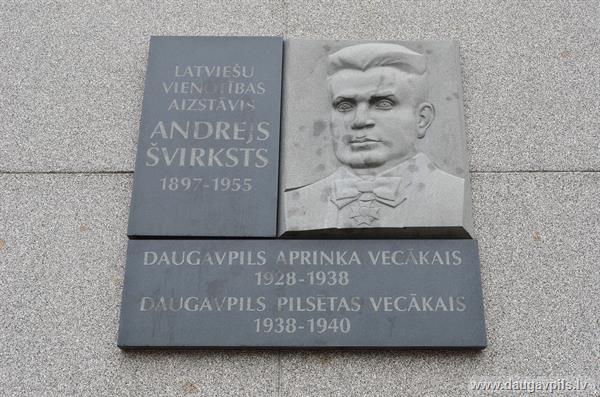 LATVIEŠU
VIENOTĪBAS
AIZSTĀVIS
ANDREJS
ŠVIRKSTS
1897-1955
DAUGAVPILS APRINKA VECĀKAIS
1928-1938
DAUGAVPILS PILSĒTAS VECĀKAIS
1938-1940
www.daugavpils.lv